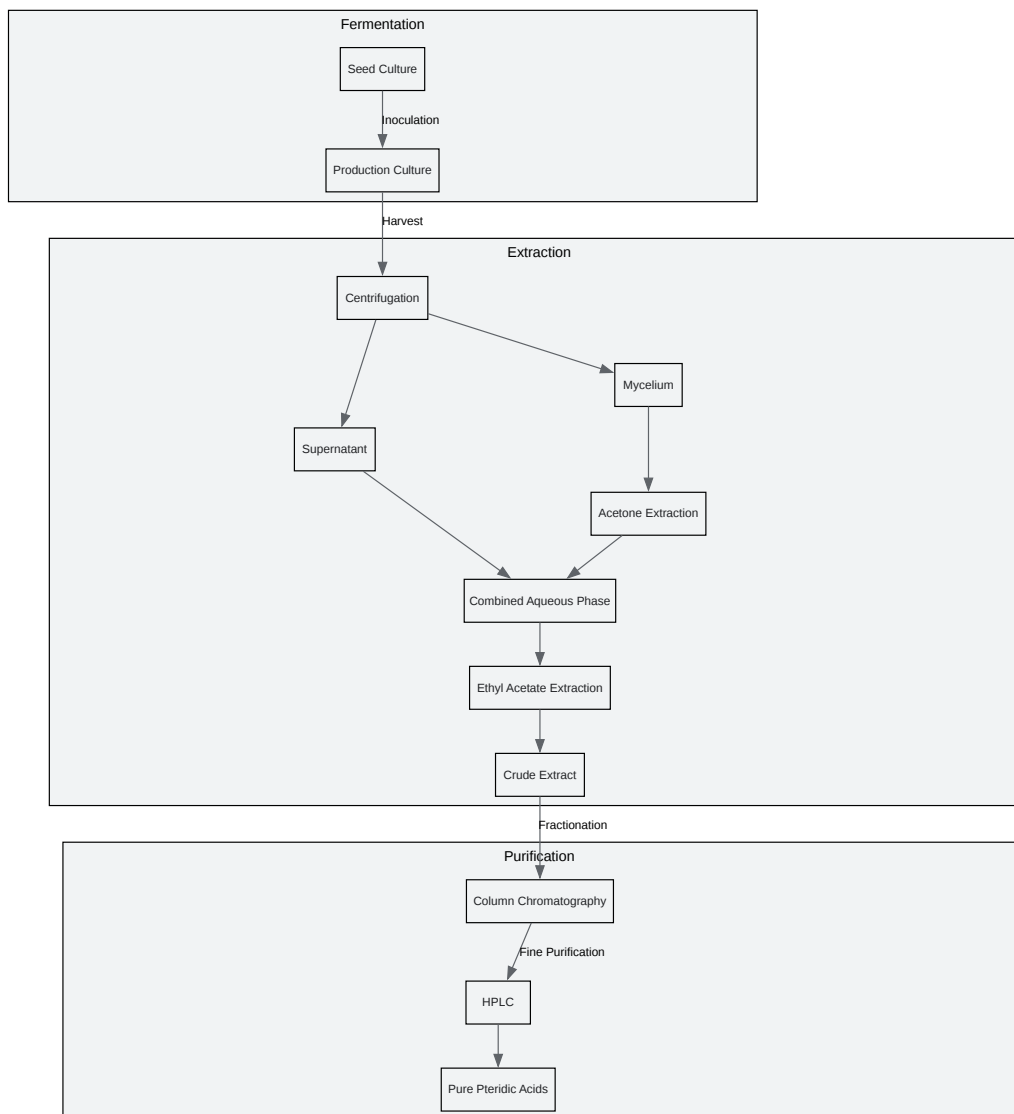 Fermentation
Seed Culture
Inoculation
Production Culture
Harvest
Extraction
Centrifugation
Mycelium
Supernatant
Acetone Extraction
Combined Aqueous Phase
Ethyl Acetate Extraction
Crude Extract
Fractionation
Purification
Column Chromatography
Fine Purification
HPLC
Pure Pteridic Acids